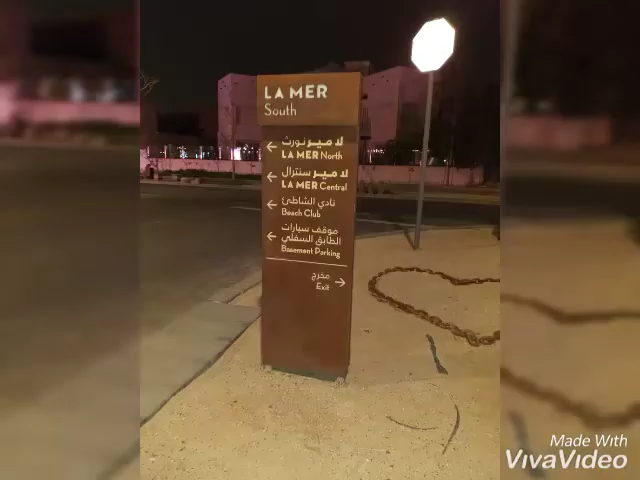 LA MER
South
لا مير نورث
LA MER North
لا مير سنترال
LA MER Central
نادي الشاطئ
Beach Club
موقف سيارات
الطابق السفلي
Basement Parking
مخرج
Exit
Made With
VivaVideo